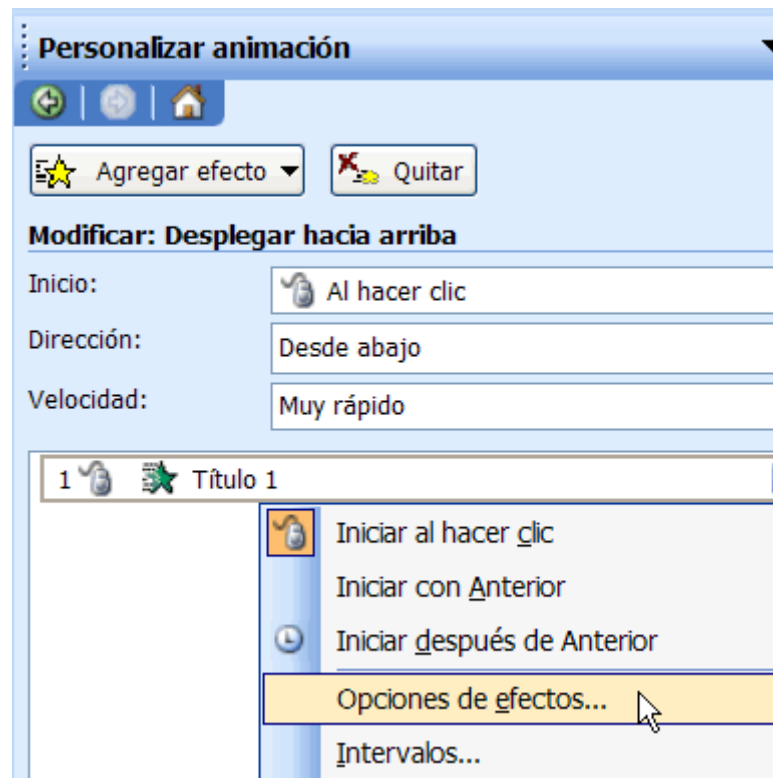 Personalizar animación
Agregar efecto Quitar
Modificar: Desplegar hacia arriba
Inicio: Al hacer clic
Dirección: Desde abajo
Velocidad: Muy rápido
1 Título 1
Iniciar al hacer clic
Iniciar con Anterior
Iniciar después de Anterior
Opciones de efectos...
Intervalos...